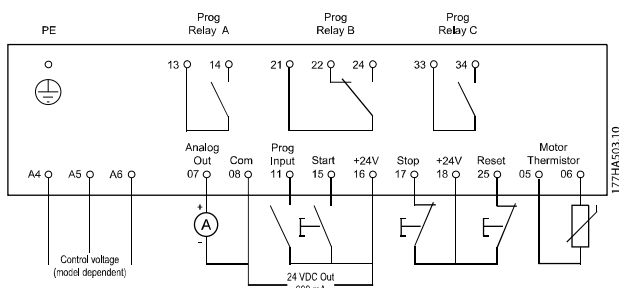 PE
Prog
Relay A
Prog
Relay B
Prog
Relay C
13 14 21 22 24 33 34
Analog
Out
Com
Prog
Input
Start
+24V
Stop
+24V
Reset
Motor
Thermistor
A4 A5 A6 07 08 11 15 16 17 18 25 05 06
+
A
-
Control voltage
(model dependent)
24 VDC Out
177HA503.10